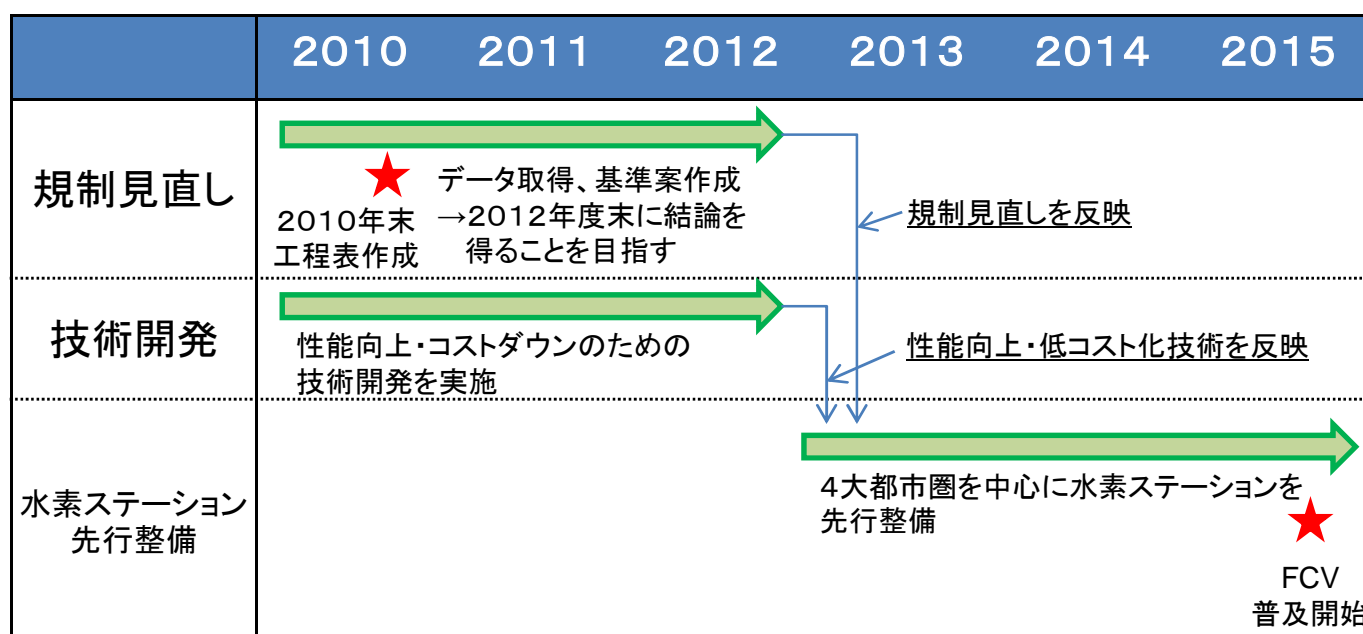 ２０１０ ２０１１ ２０１２ ２０１３ ２０１４ ２０１５
規制見直し
２０１０年末
工程表作成
データ取得、基準案作成
→２０１２年度末に結論を
得ることを目指す
規制見直しを反映
技術開発
性能向上・コストダウンのための
技術開発を実施
性能向上・低コスト化技術を反映
水素ステーション
先行整備
４大都市圏を中心に水素ステーションを
先行整備
FCV
普及開始